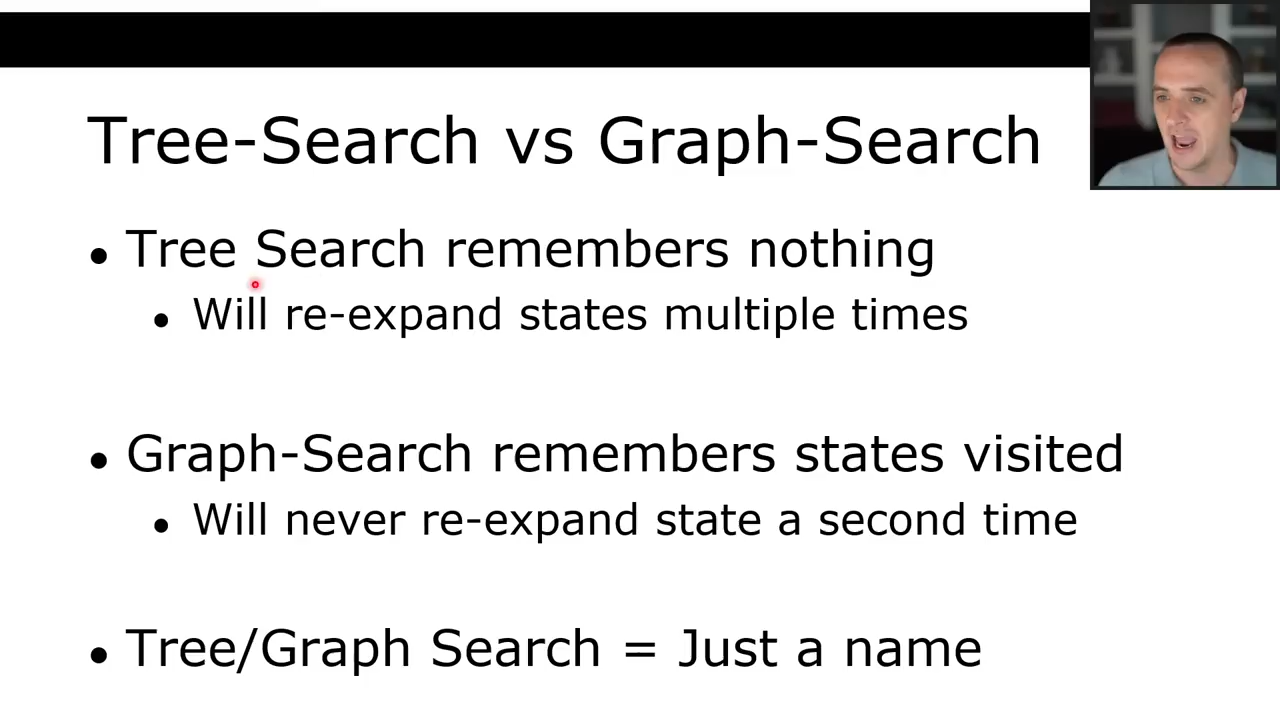 Tree-Search vs Graph-Search
• Tree Search remembers nothing
• Will re-expand states multiple times
• Graph-Search remembers states visited
• Will never re-expand state a second time
• Tree/Graph Search = Just a name